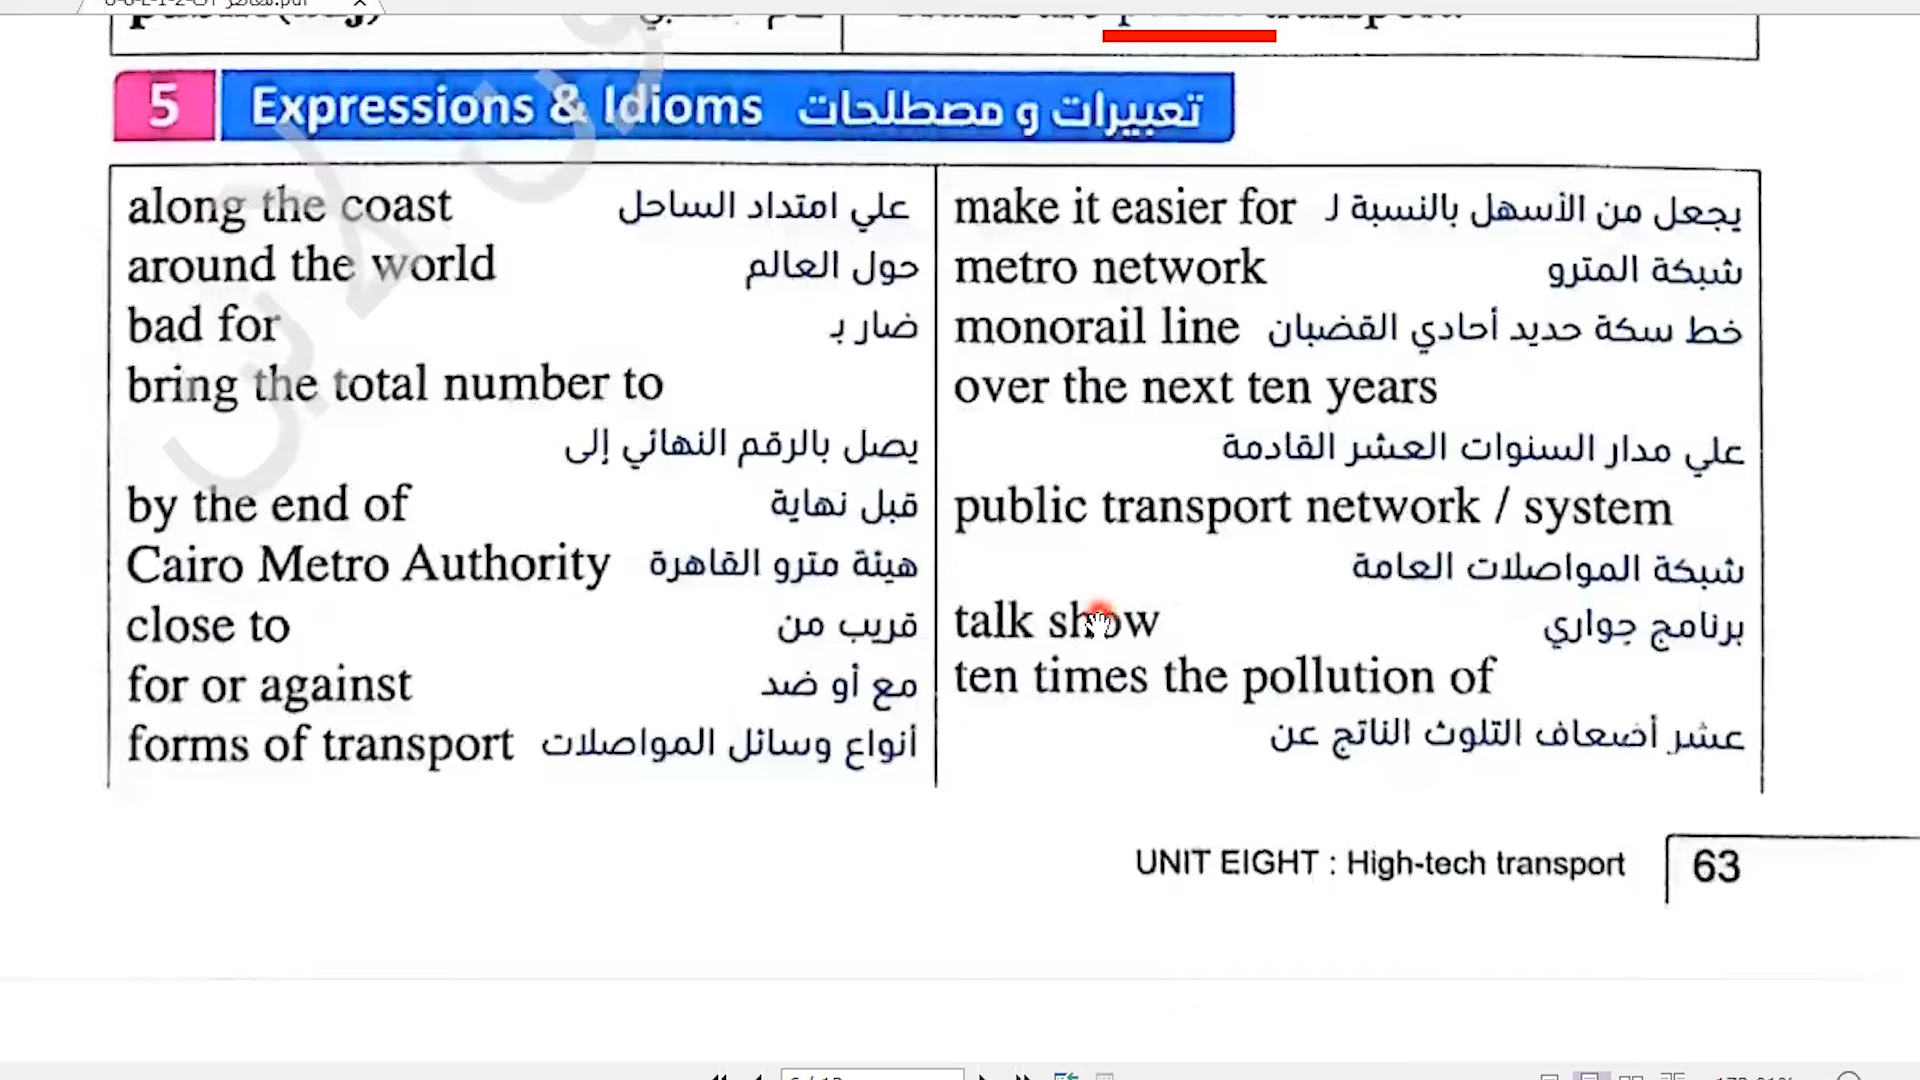 5 Expressions & Idioms تعبيرات و مصطلحات
along the coast علي امتداد الساحل
around the world حول العالم
bad for ضار بـ
bring the total number to
يصل بالرقم النهائي إلى
by the end of قبل نهاية
Cairo Metro Authority هيئة مترو القاهرة
close to قريب من
for or against مع أو ضد
forms of transport أنواع وسائل المواصلات
make it easier for يجعل من الأسهل بالنسبة لـ
metro network شبكة المترو
monorail line خط سكة حديد أحادي القضبان
over the next ten years
علي مدار السنوات العشر القادمة
public transport network / system
شبكة المواصلات العامة
talk show برنامج جواري
ten times the pollution of
عشر أضعاف التلوث الناتج عن
UNIT EIGHT : High-tech transport 63